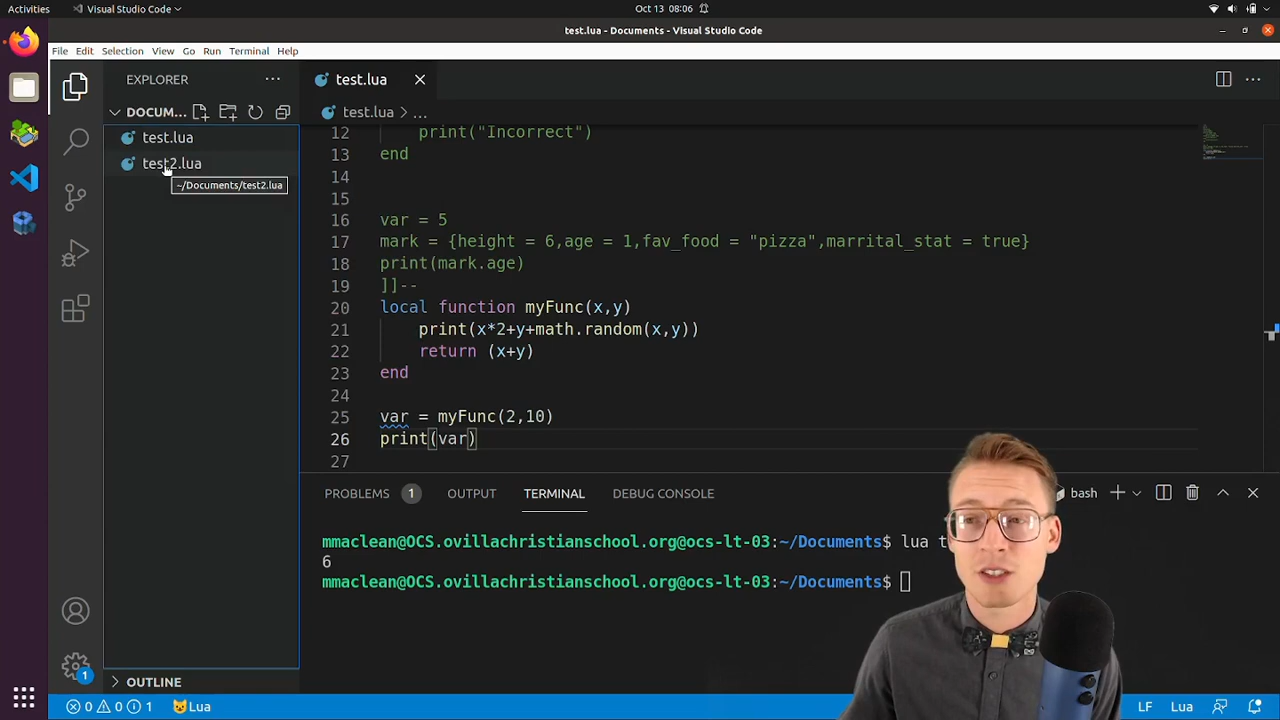 Activities
Visual Studio Code
Oct 13 08:06
test.lua - Documents - Visual Studio Code
File Edit Selection View Go Run Terminal Help
EXPLORER
DOCUM...
test.lua
test2.lua
~/Documents/test2.lua
OUTLINE
test.lua
test.lua > ...
12 print("Incorrect")
13 end
14
15
16 var = 5
17 mark = {height = 6,age = 1,fav_food = "pizza",marrital_stat = true}
18 print(mark.age)
19 ]]--
20 local function myFunc(x,y)
21 print(x*2+y+math.random(x,y))
22 return (x+y)
23 end
24
25 var = myFunc(2,10)
26 print(var)
27
PROBLEMS 1 OUTPUT TERMINAL DEBUG CONSOLE
bash
mmaclean@OCS.ovillachristianschool.org@ocs-lt-03:~/Documents$ lua t
6
mmaclean@OCS.ovillachristianschool.org@ocs-lt-03:~/Documents$
1
0 0 1 Lua
LF Lua